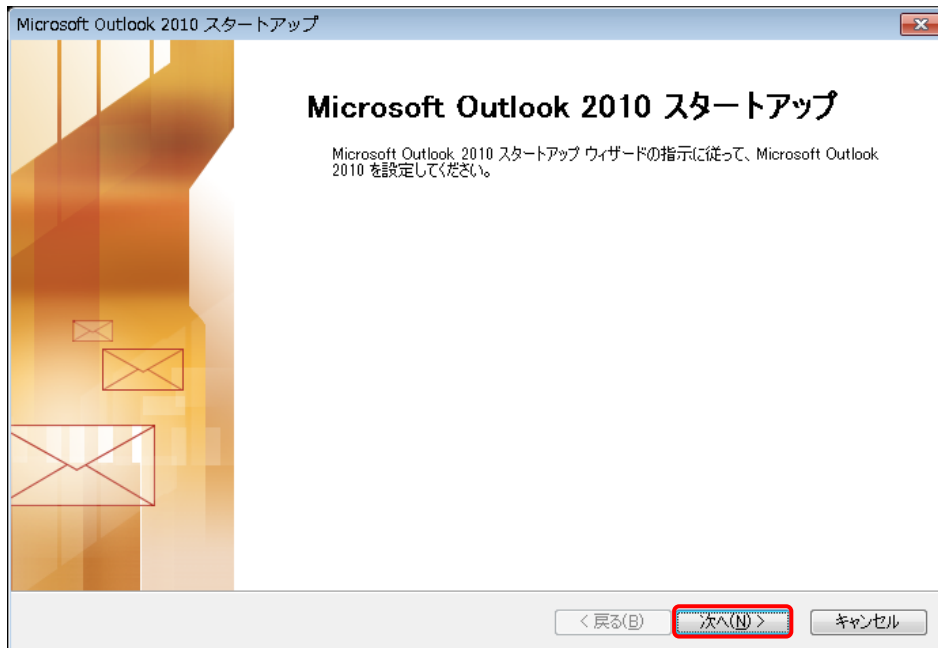 Microsoft Outlook 2010 スタートアップ
Microsoft Outlook 2010 スタートアップ
Microsoft Outlook 2010 スタートアップ ウィザードの指示に従って、Microsoft Outlook
2010 を設定してください。
< 戻る(B)
次へ(N) >
キャンセル